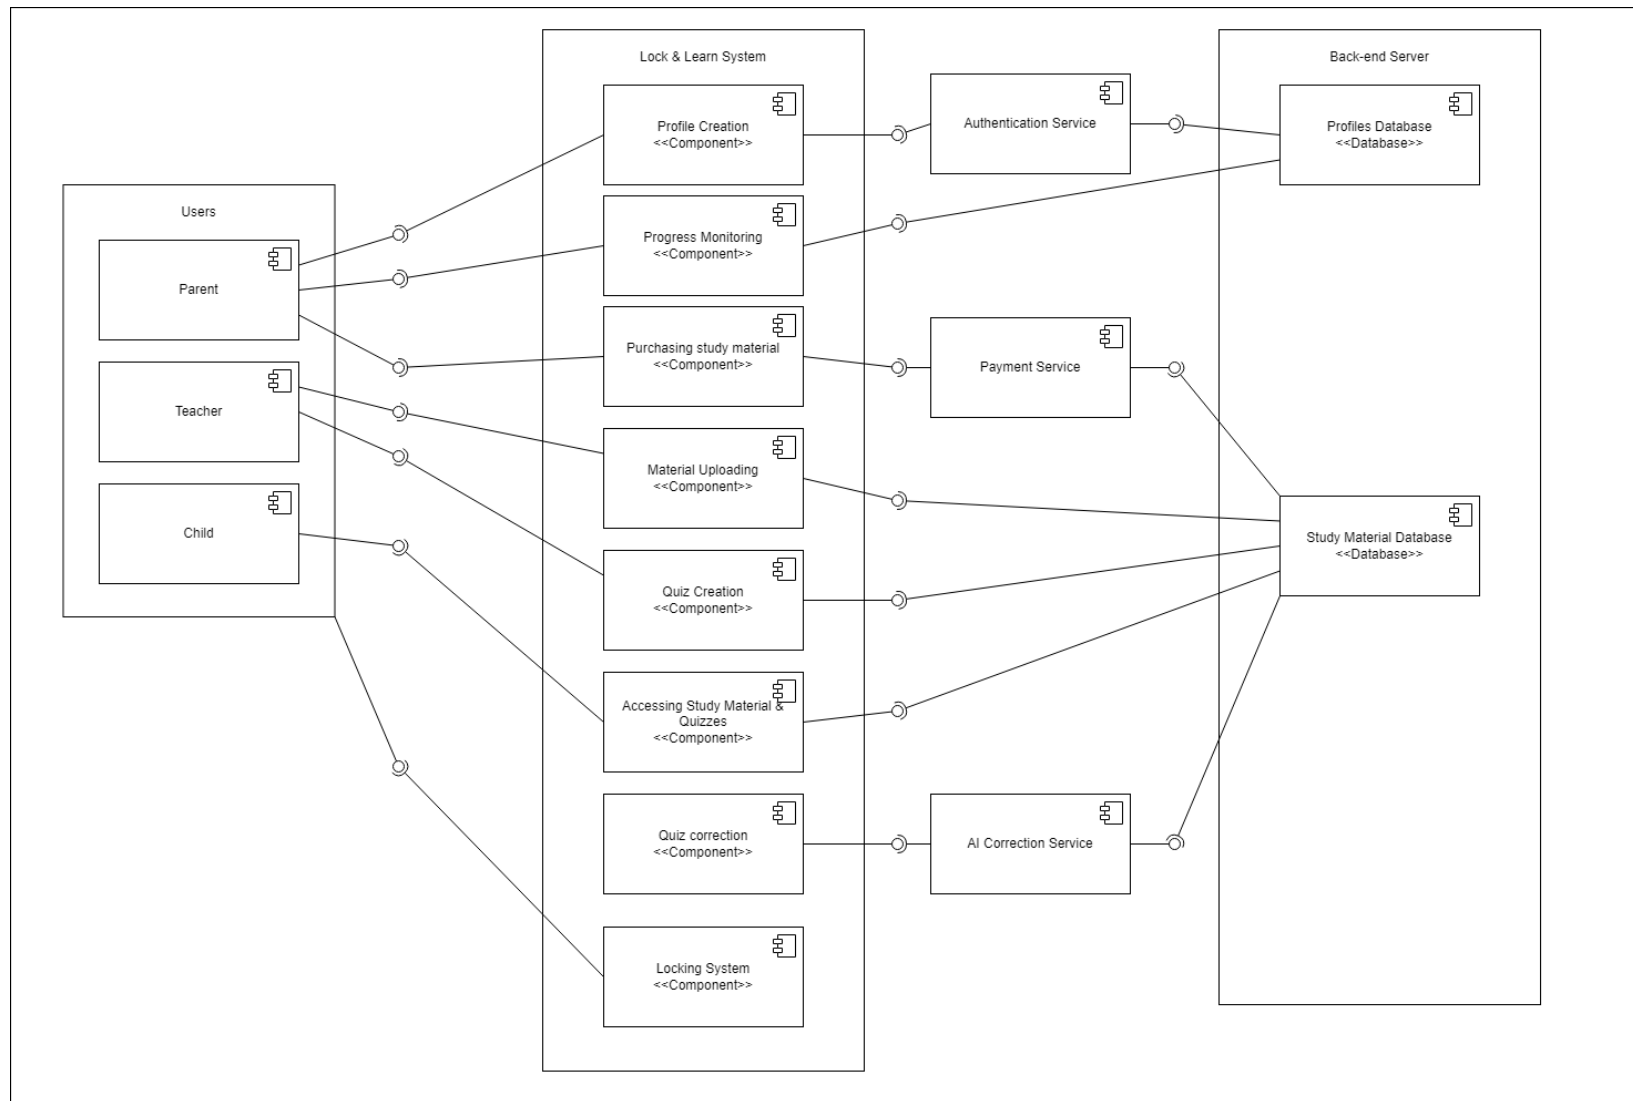 Users
Parent
Teacher
Child
Lock & Learn System
Profile Creation
<<Component>>
Progress Monitoring
<<Component>>
Purchasing study material
<<Component>>
Material Uploading
<<Component>>
Quiz Creation
<<Component>>
Accessing Study Material &
Quizzes
<<Component>>
Quiz correction
<<Component>>
Locking System
<<Component>>
Authentication Service
Payment Service
AI Correction Service
Back-end Server
Profiles Database
<<Database>>
Study Material Database
<<Database>>